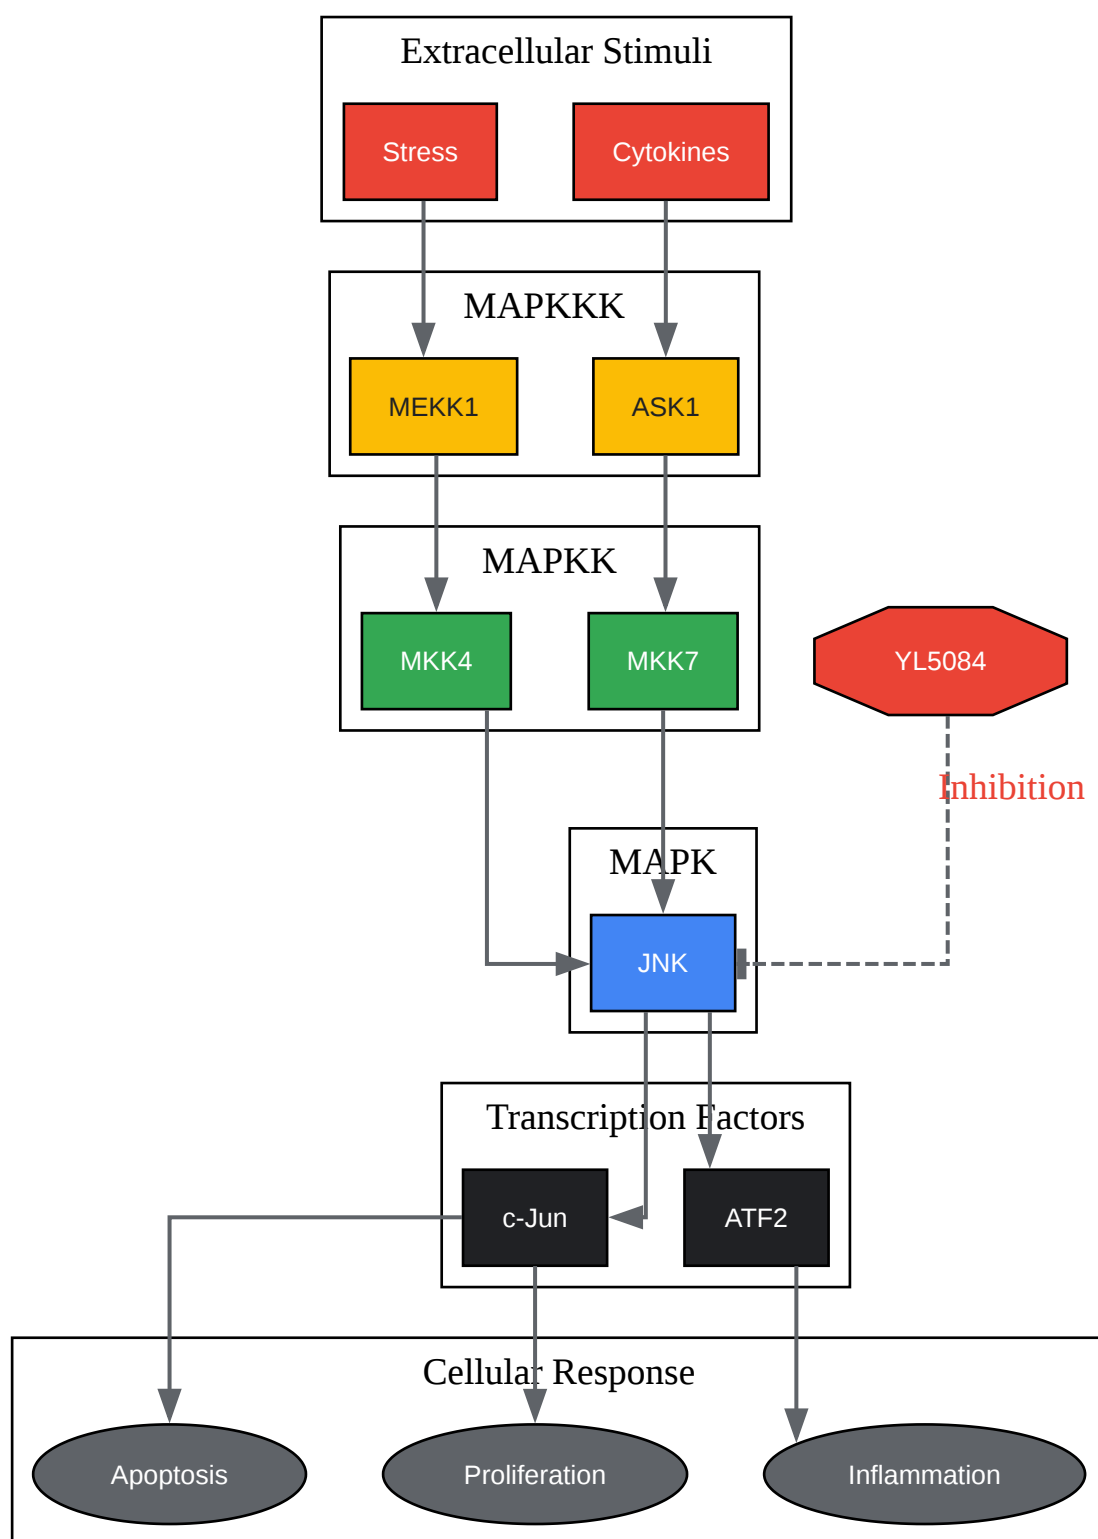 Extracellular Stimuli
Stress
Cytokines
MAPKKK
MEKK1
ASK1
MAPKK
MKK4
MKK7
YL5084
Inhibition
MAPK
JNK
Transcription Factors
c-Jun
ATF2
Cellular Response
Apoptosis
Proliferation
Inflammation